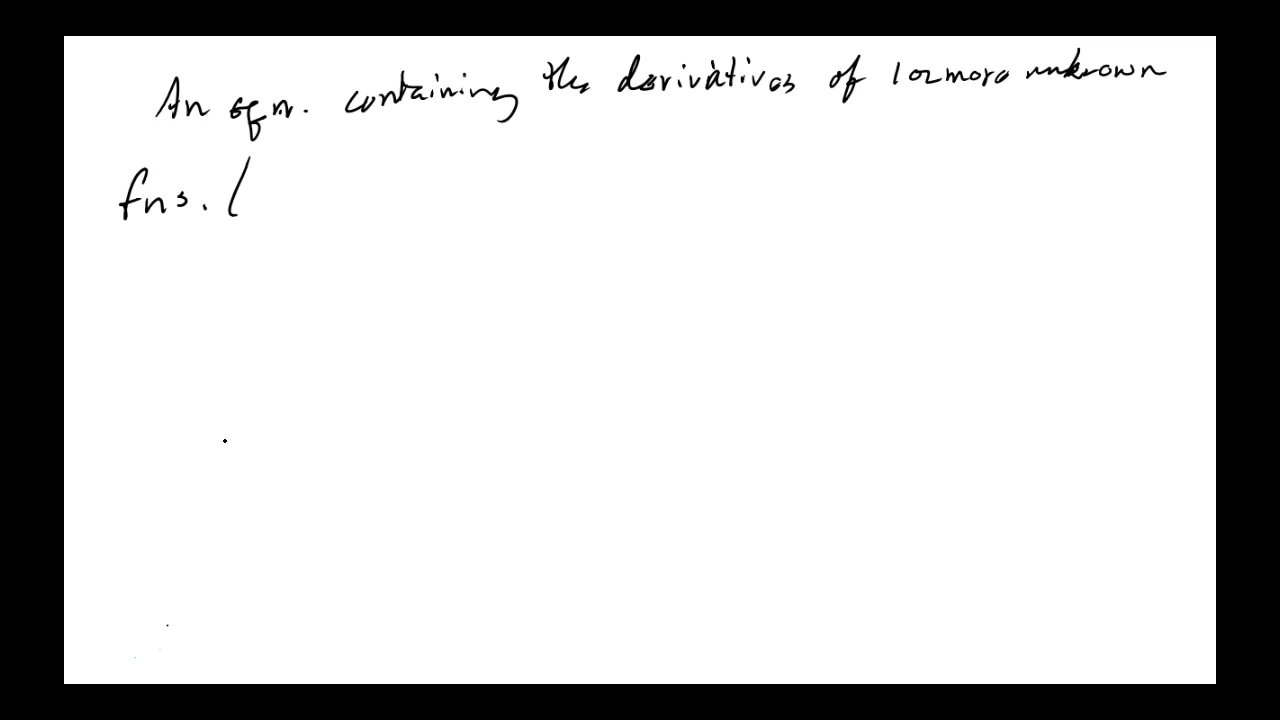 An eqn. containing the derivatives of 1 or more unknown
fns. (